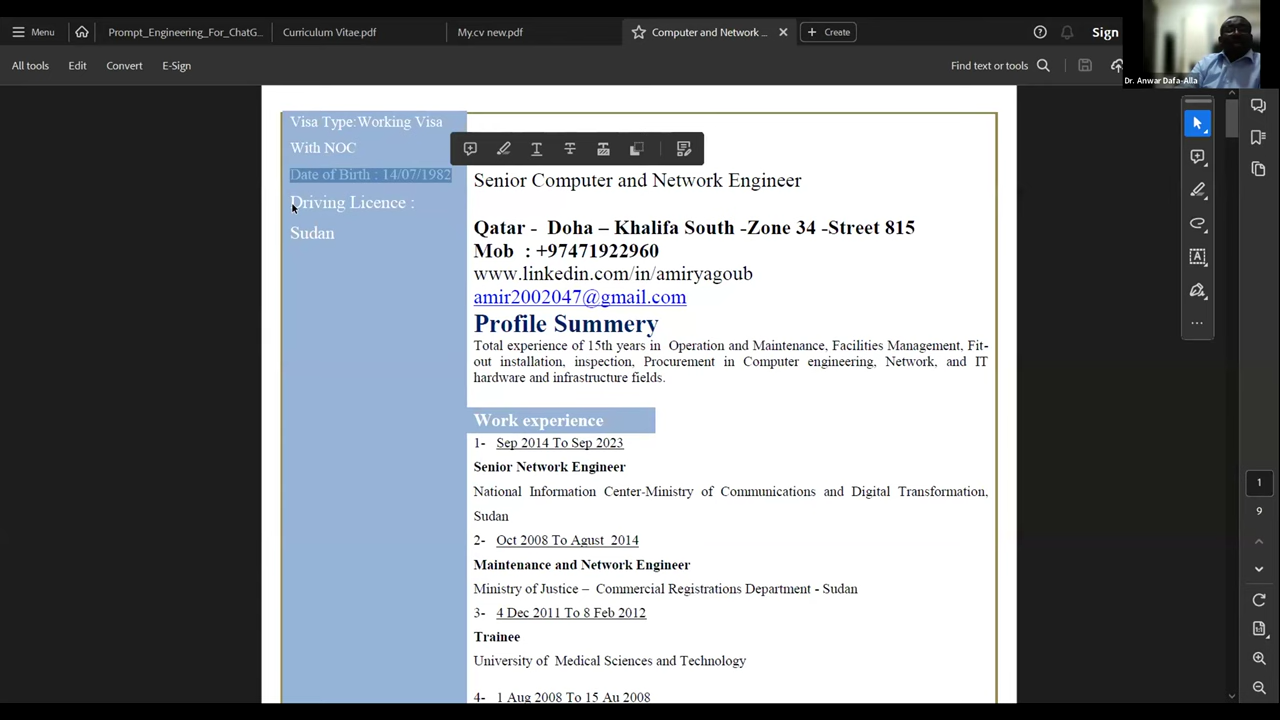 Menu
Prompt_Engineering_For_ChatG...
Curriculum Vitae.pdf
My.cv new.pdf
Computer and Network ...
Create
Sign
All tools
Edit
Convert
E-Sign
Find text or tools
Dr. Anwar Dafa-Alla
Visa Type:Working Visa
With NOC
Date of Birth : 14/07/1982
Driving Licence :
Sudan
Senior Computer and Network Engineer
Qatar - Doha – Khalifa South -Zone 34 -Street 815
Mob : +97471922960
www.linkedin.com/in/amiryagoub
amir2002047@gmail.com
Profile Summery
Total experience of 15th years in Operation and Maintenance, Facilities Management, Fit-
out installation, inspection, Procurement in Computer engineering, Network, and IT
hardware and infrastructure fields.
Work experience
1- Sep 2014 To Sep 2023
Senior Network Engineer
National Information Center-Ministry of Communications and Digital Transformation,
Sudan
2- Oct 2008 To Agust 2014
Maintenance and Network Engineer
Ministry of Justice – Commercial Registrations Department - Sudan
3- 4 Dec 2011 To 8 Feb 2012
Trainee
University of Medical Sciences and Technology
4- 1 Aug 2008 To 15 Au 2008
1
9